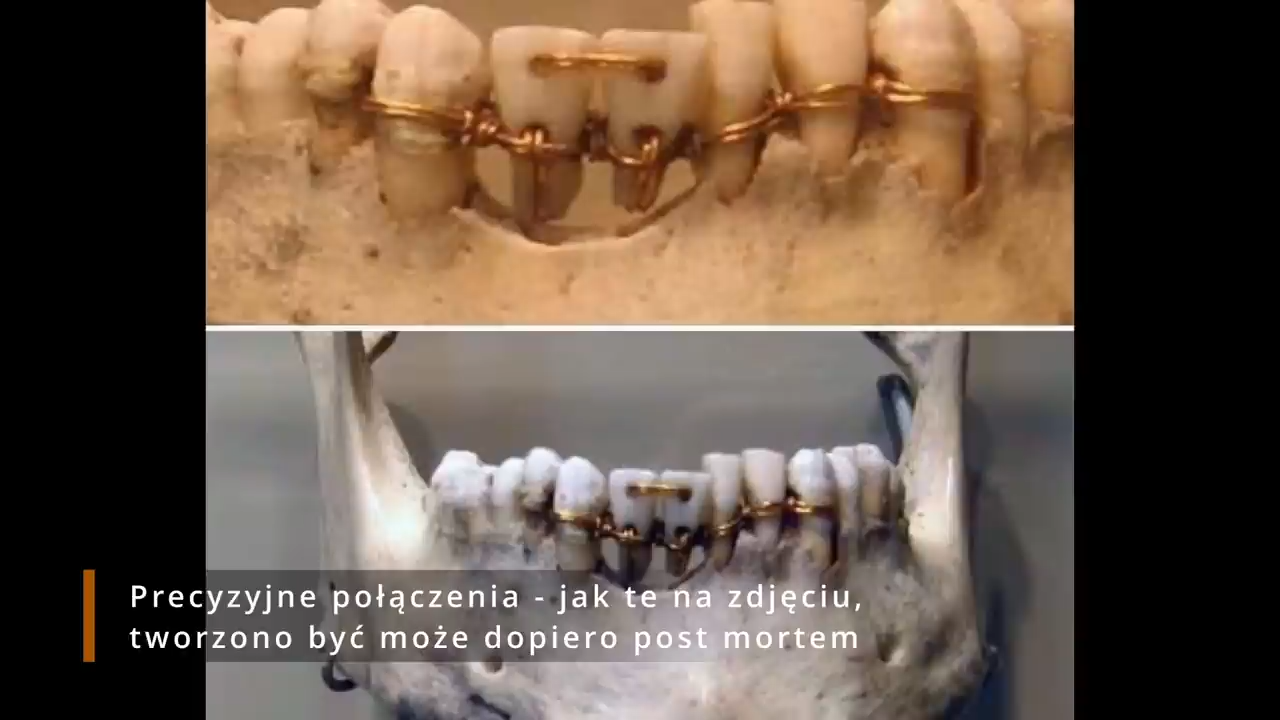 Precyzyjne połączenia - jak te na zdjęciu,
tworzono być może dopiero post mortem